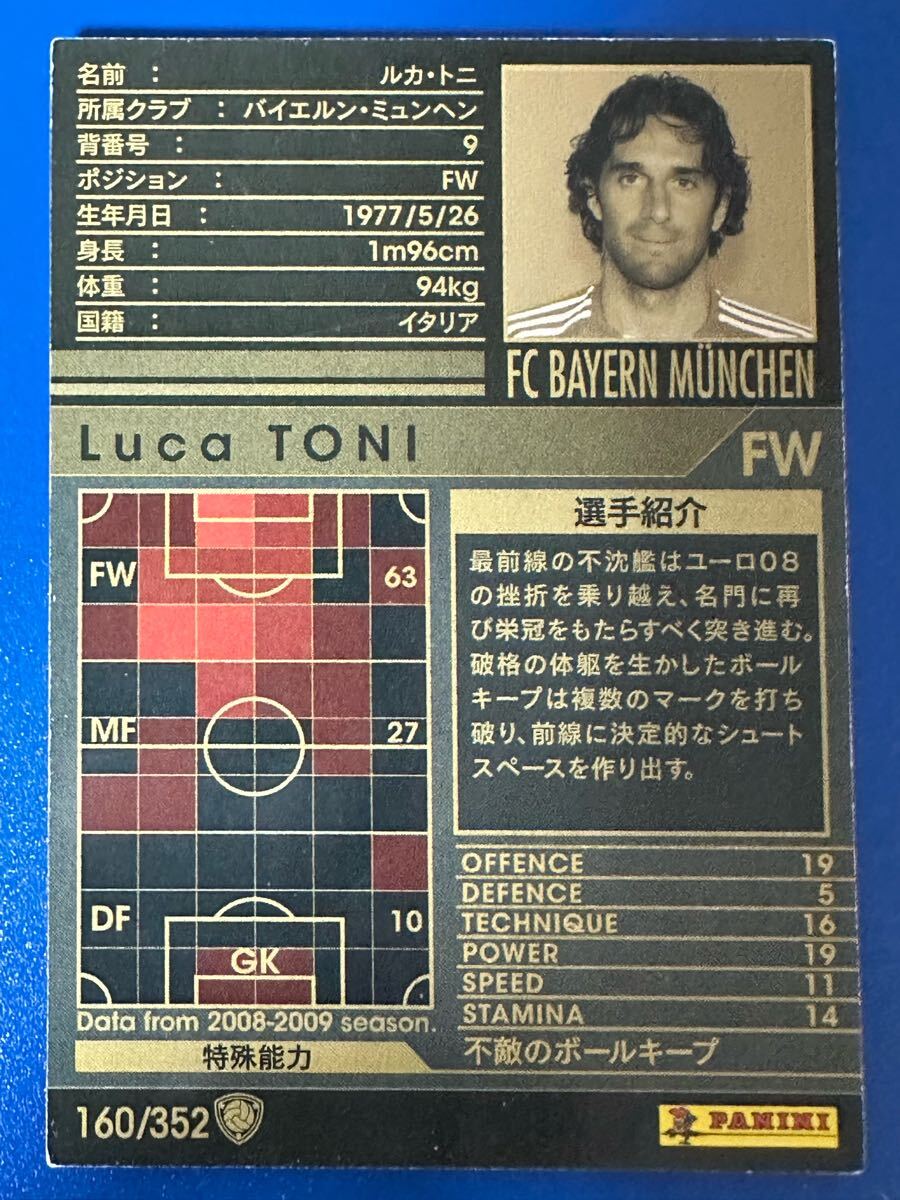 名前 : ルカ・トニ
所属クラブ : バイエルン・ミュンヘン
背番号 : 9
ポジション : FW
生年月日 : 1977/5/26
身長 : 1m96cm
体重 : 94kg
国籍 : イタリア
FC BAYERN MÜNCHEN
Luca TONI
FW
FW 63
MF 27
DF 10
GK
Data from 2008-2009 season.
選手紹介
最前線の不沈艦はユーロ08
の挫折を乗り越え、名門に再
び栄冠をもたらすべく突き進む。
破格の体躯を生かしたボール
キープは複数のマークを打ち
破り、前線に決定的なシュート
スペースを作り出す。
OFFENCE 19
DEFENCE 5
TECHNIQUE 16
POWER 19
SPEED 11
STAMINA 14
特殊能力
不敵のボールキープ
160/352
PANINI